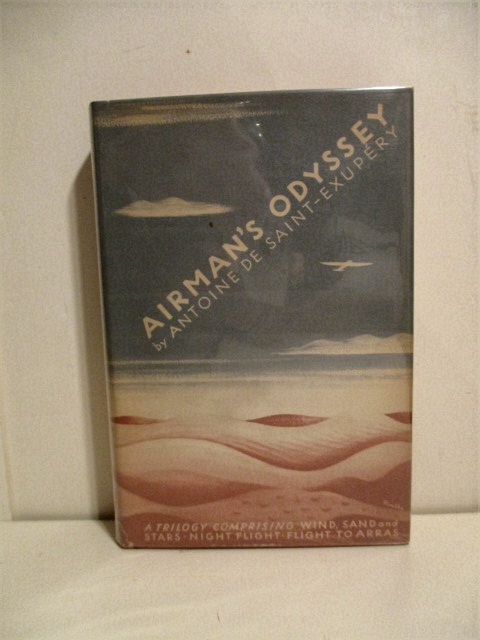 AIRMAN'S ODYSSEY
by ANTOINE DE SAINT-EXUPÉRY
A TRILOGY COMPRISING WIND, SAND and
STARS · NIGHT FLIGHT · FLIGHT TO ARRAS